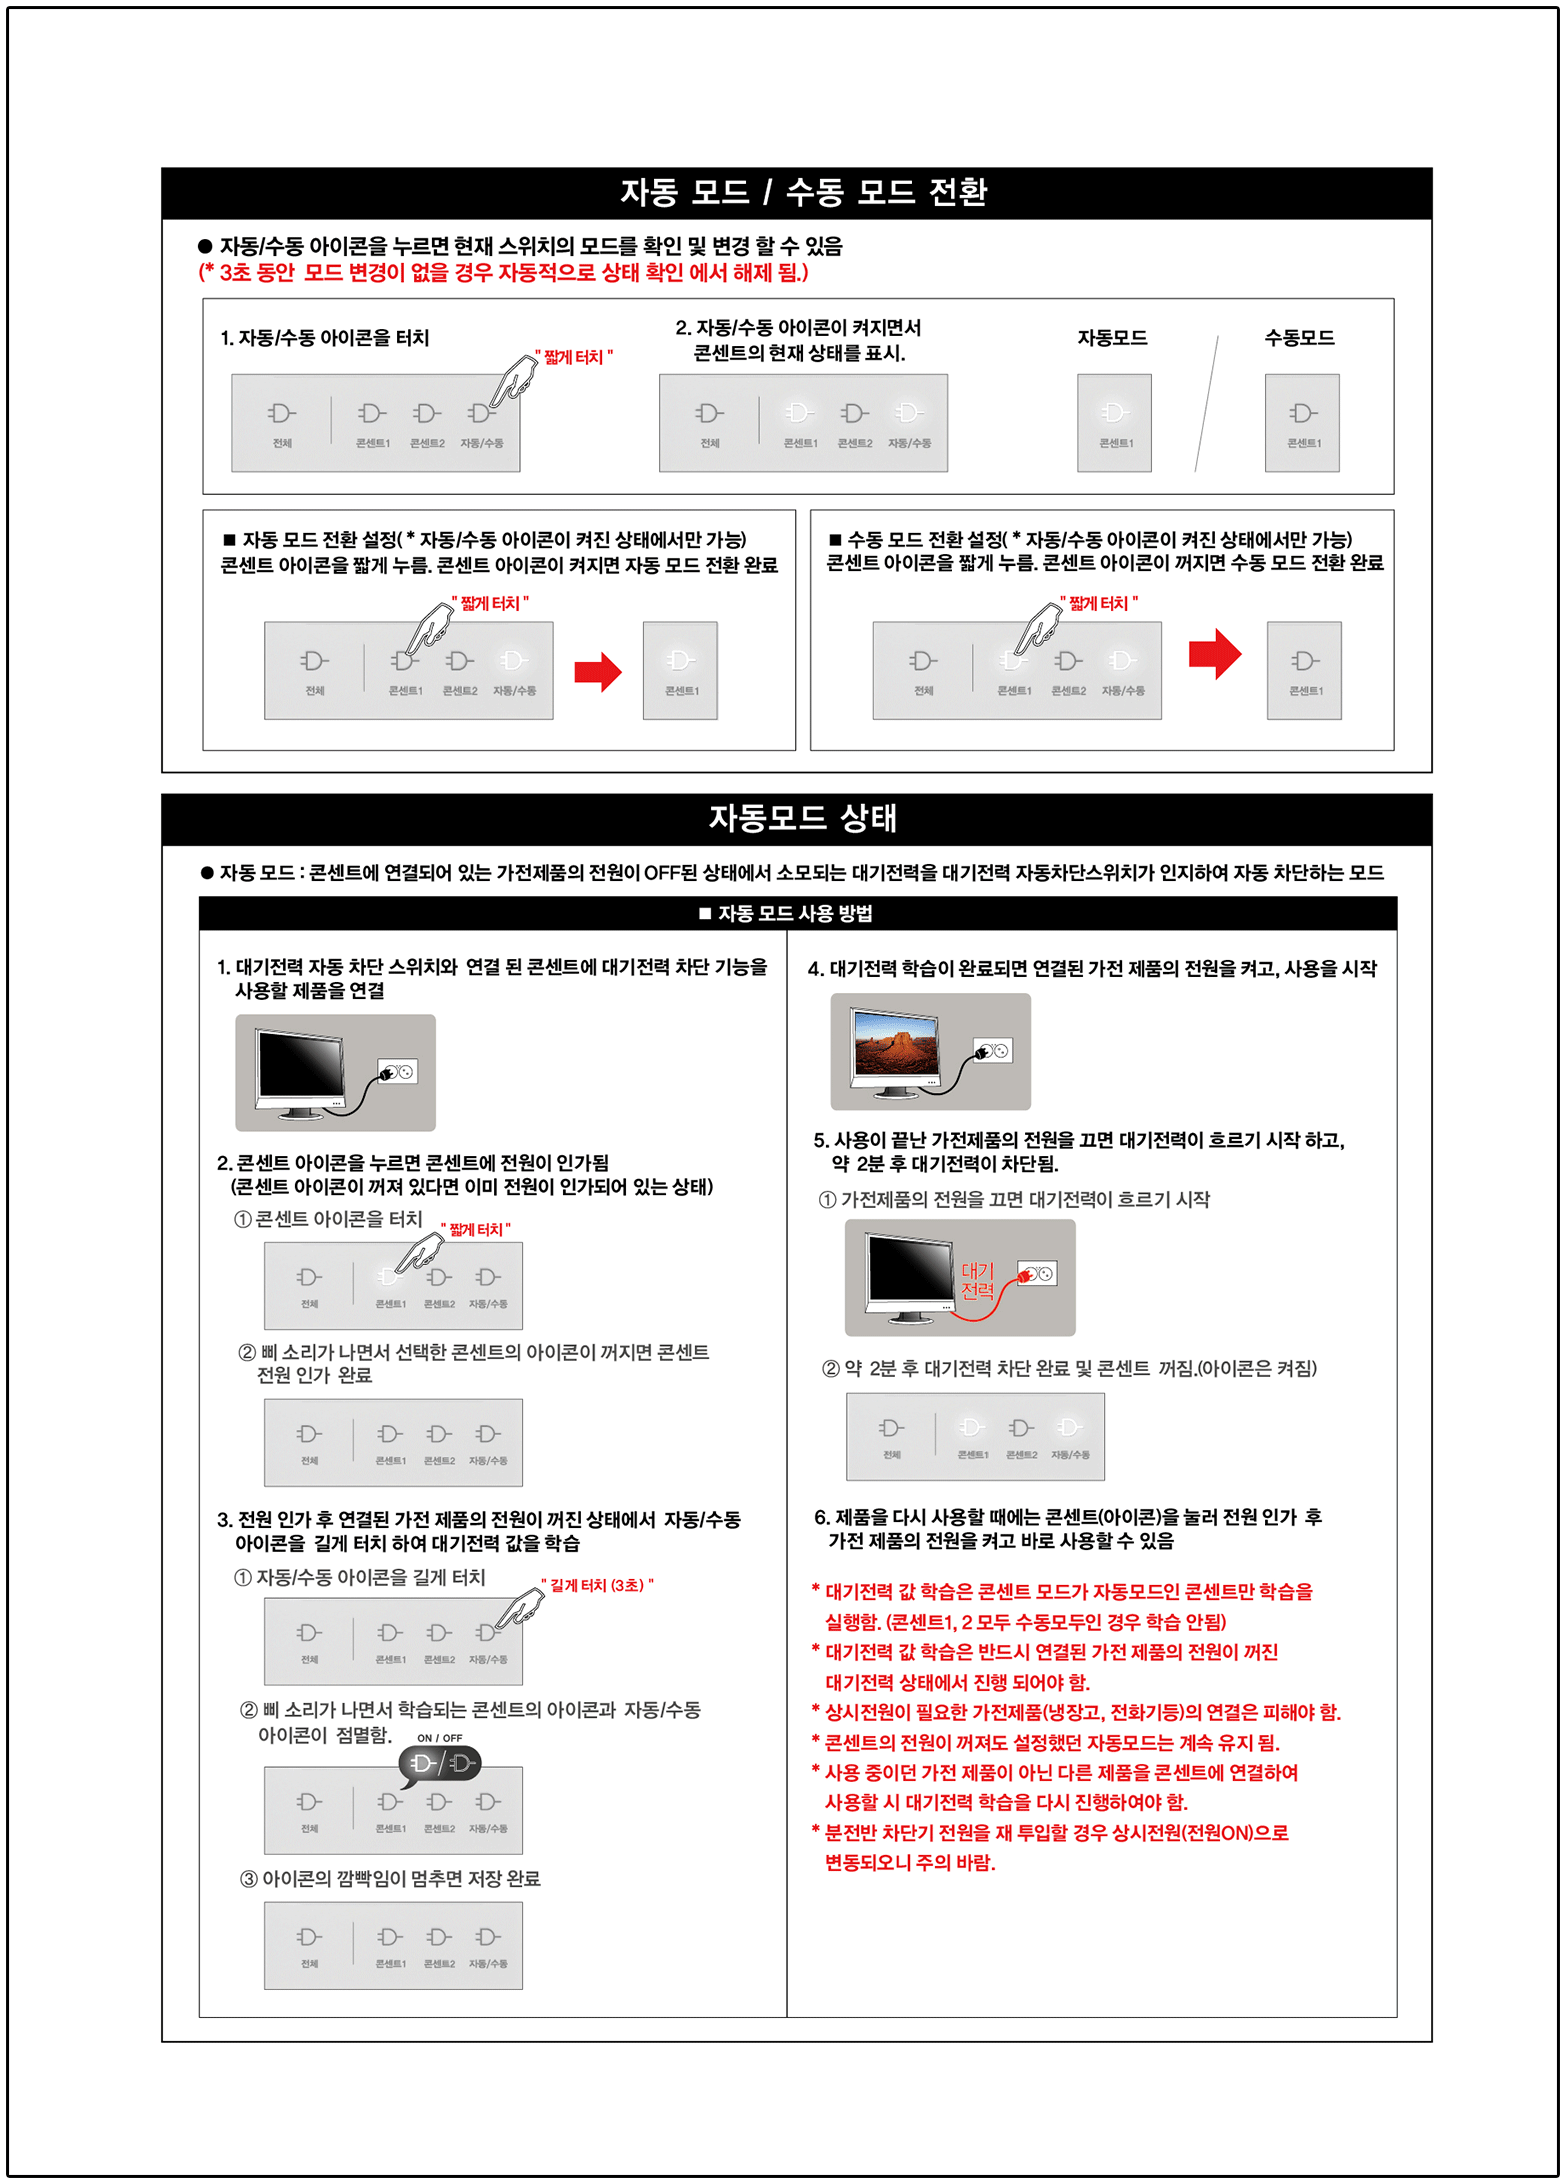 자동 모드 / 수동 모드 전환
● 자동/수동 아이콘을 누르면 현재 스위치의 모드를 확인 및 변경 할 수 있음
(* 3초 동안 모드 변경이 없을 경우 자동적으로 상태 확인 에서 해제 됨.)
1. 자동/수동 아이콘을 터치
" 짧게 터치 "
전체 콘센트1 콘센트2 자동/수동
2. 자동/수동 아이콘이 켜지면서
콘센트의 현재 상태를 표시.
전체 콘센트1 콘센트2 자동/수동
자동모드 / 수동모드
콘센트1 콘센트1
■ 자동 모드 전환 설정( * 자동/수동 아이콘이 켜진 상태에서만 가능)
콘센트 아이콘을 짧게 누름. 콘센트 아이콘이 켜지면 자동 모드 전환 완료
" 짧게 터치 "
전체 콘센트1 콘센트2 자동/수동 콘센트1
■ 수동 모드 전환 설정( * 자동/수동 아이콘이 켜진 상태에서만 가능)
콘센트 아이콘을 짧게 누름. 콘센트 아이콘이 꺼지면 수동 모드 전환 완료
" 짧게 터치 "
전체 콘센트1 콘센트2 자동/수동 콘센트1
자동모드 상태
● 자동 모드 : 콘센트에 연결되어 있는 가전제품의 전원이 OFF된 상태에서 소모되는 대기전력을 대기전력 자동차단스위치가 인지하여 자동 차단하는 모드
■ 자동 모드 사용 방법
1. 대기전력 자동 차단 스위치와 연결 된 콘센트에 대기전력 차단 기능을
사용할 제품을 연결
2. 콘센트 아이콘을 누르면 콘센트에 전원이 인가됨
(콘센트 아이콘이 꺼져 있다면 이미 전원이 인가되어 있는 상태)
① 콘센트 아이콘을 터치
" 짧게 터치 "
전체 콘센트1 콘센트2 자동/수동
② 삐 소리가 나면서 선택한 콘센트의 아이콘이 꺼지면 콘센트
전원 인가 완료
전체 콘센트1 콘센트2 자동/수동
3. 전원 인가 후 연결된 가전 제품의 전원이 꺼진 상태에서 자동/수동
아이콘을 길게 터치 하여 대기전력 값을 학습
① 자동/수동 아이콘을 길게 터치
" 길게 터치 (3초) "
전체 콘센트1 콘센트2 자동/수동
② 삐 소리가 나면서 학습되는 콘센트의 아이콘과 자동/수동
아이콘이 점멸함.
ON / OFF
전체 콘센트1 콘센트2 자동/수동
③ 아이콘의 깜빡임이 멈추면 저장 완료
전체 콘센트1 콘센트2 자동/수동
4. 대기전력 학습이 완료되면 연결된 가전 제품의 전원을 켜고, 사용을 시작
5. 사용이 끝난 가전제품의 전원을 끄면 대기전력이 흐르기 시작 하고,
약 2분 후 대기전력이 차단됨.
① 가전제품의 전원을 끄면 대기전력이 흐르기 시작
대기
전력
② 약 2분 후 대기전력 차단 완료 및 콘센트 꺼짐.(아이콘은 켜짐)
전체 콘센트1 콘센트2 자동/수동
6. 제품을 다시 사용할 때에는 콘센트(아이콘)을 눌러 전원 인가 후
가전 제품의 전원을 켜고 바로 사용할 수 있음
* 대기전력 값 학습은 콘센트 모드가 자동모드인 콘센트만 학습을
실행함. (콘센트1, 2 모두 수동모두인 경우 학습 안됨)
* 대기전력 값 학습은 반드시 연결된 가전 제품의 전원이 꺼진
대기전력 상태에서 진행 되어야 함.
* 상시전원이 필요한 가전제품(냉장고, 전화기등)의 연결은 피해야 함.
* 콘센트의 전원이 꺼져도 설정했던 자동모드는 계속 유지 됨.
* 사용 중이던 가전 제품이 아닌 다른 제품을 콘센트에 연결하여
사용할 시 대기전력 학습을 다시 진행하여야 함.
* 분전반 차단기 전원을 재 투입할 경우 상시전원(전원ON)으로
변동되오니 주의 바람.